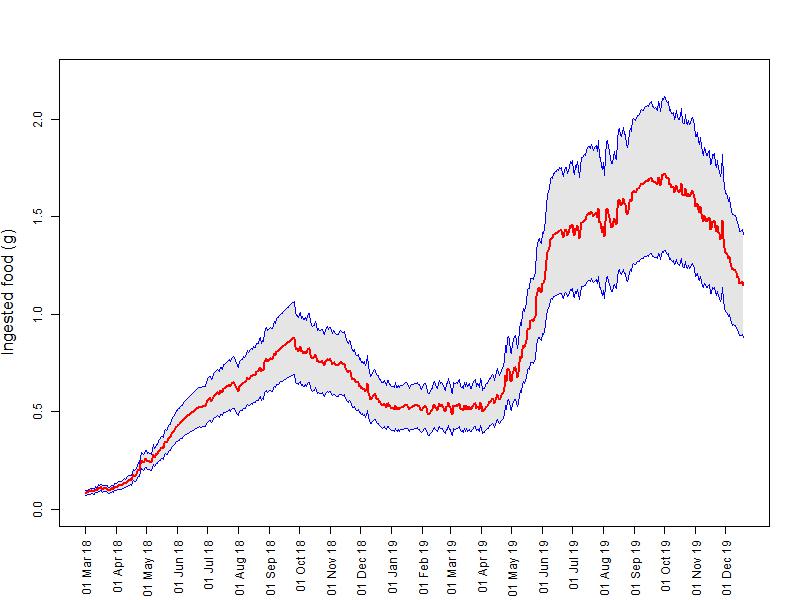 Ingested food (g)
2.0
1.5
1.0
0.5
0.0
01 Mar 18
01 Apr 18
01 May 18
01 Jun 18
01 Jul 18
01 Aug 18
01 Sep 18
01 Oct 18
01 Nov 18
01 Dec 18
01 Jan 19
01 Feb 19
01 Mar 19
01 Apr 19
01 May 19
01 Jun 19
01 Jul 19
01 Aug 19
01 Sep 19
01 Oct 19
01 Nov 19
01 Dec 19